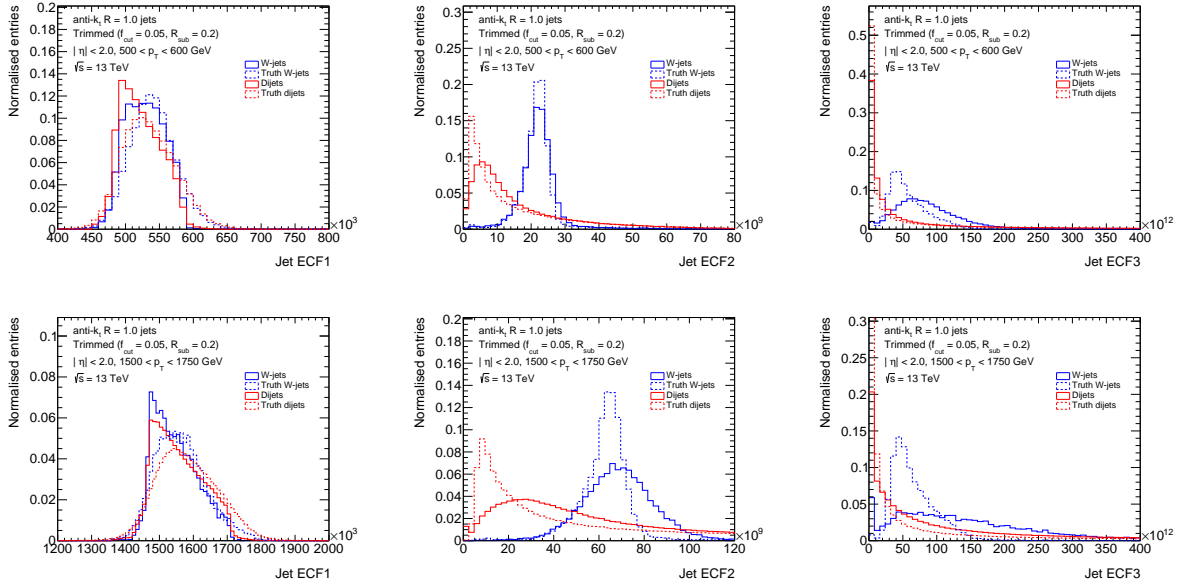 Normalised entries
0.2
0.18
0.16
0.14
0.12
0.1
0.08
0.06
0.04
0.02
0
anti-k_t R = 1.0 jets
Trimmed (f_cut = 0.05, R_sub = 0.2)
| η| < 2.0, 500 < p_T < 600 GeV
√s = 13 TeV
W-jets
Truth W-jets
Dijets
Truth dijets
400 450 500 550 600 650 700 750 800
×10³
Jet ECF1
Normalised entries
0.3
0.25
0.2
0.15
0.1
0.05
0
anti-k_t R = 1.0 jets
Trimmed (f_cut = 0.05, R_sub = 0.2)
| η| < 2.0, 500 < p_T < 600 GeV
√s = 13 TeV
W-jets
Truth W-jets
Dijets
Truth dijets
0 10 20 30 40 50 60 70 80
×10⁹
Jet ECF2
Normalised entries
0.5
0.4
0.3
0.2
0.1
0
anti-k_t R = 1.0 jets
Trimmed (f_cut = 0.05, R_sub = 0.2)
| η| < 2.0, 500 < p_T < 600 GeV
√s = 13 TeV
W-jets
Truth W-jets
Dijets
Truth dijets
0 50 100 150 200 250 300 350 400
×10¹²
Jet ECF3
Normalised entries
0.1
0.08
0.06
0.04
0.02
0
anti-k_t R = 1.0 jets
Trimmed (f_cut = 0.05, R_sub = 0.2)
| η| < 2.0, 1500 < p_T < 1750 GeV
√s = 13 TeV
W-jets
Truth W-jets
Dijets
Truth dijets
1200 1300 1400 1500 1600 1700 1800 1900 2000
×10³
Jet ECF1
Normalised entries
0.2
0.18
0.16
0.14
0.12
0.1
0.08
0.06
0.04
0.02
0
anti-k_t R = 1.0 jets
Trimmed (f_cut = 0.05, R_sub = 0.2)
| η| < 2.0, 1500 < p_T < 1750 GeV
√s = 13 TeV
W-jets
Truth W-jets
Dijets
Truth dijets
0 20 40 60 80 100 120
×10⁹
Jet ECF2
Normalised entries
0.3
0.25
0.2
0.15
0.1
0.05
0
anti-k_t R = 1.0 jets
Trimmed (f_cut = 0.05, R_sub = 0.2)
| η| < 2.0, 1500 < p_T < 1750 GeV
√s = 13 TeV
W-jets
Truth W-jets
Dijets
Truth dijets
0 50 100 150 200 250 300 350 400
×10¹²
Jet ECF3